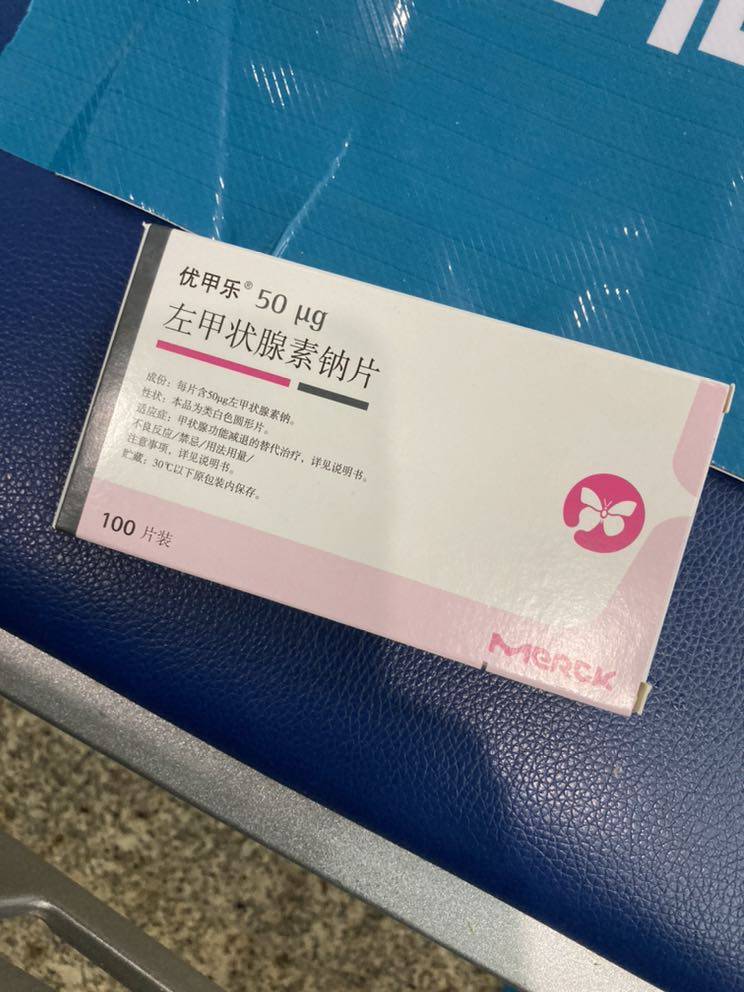 优甲乐® 50 μg
左甲状腺素钠片
成份：每片含50μg左甲状腺素钠。
性状：本品为类白色圆形片。
适应症：甲状腺功能减退的替代治疗，详见说明书。
不良反应/禁忌/用法用量/
注意事项，详见说明书。
贮藏：30℃以下原包装内保存。
100 片装
MERCK